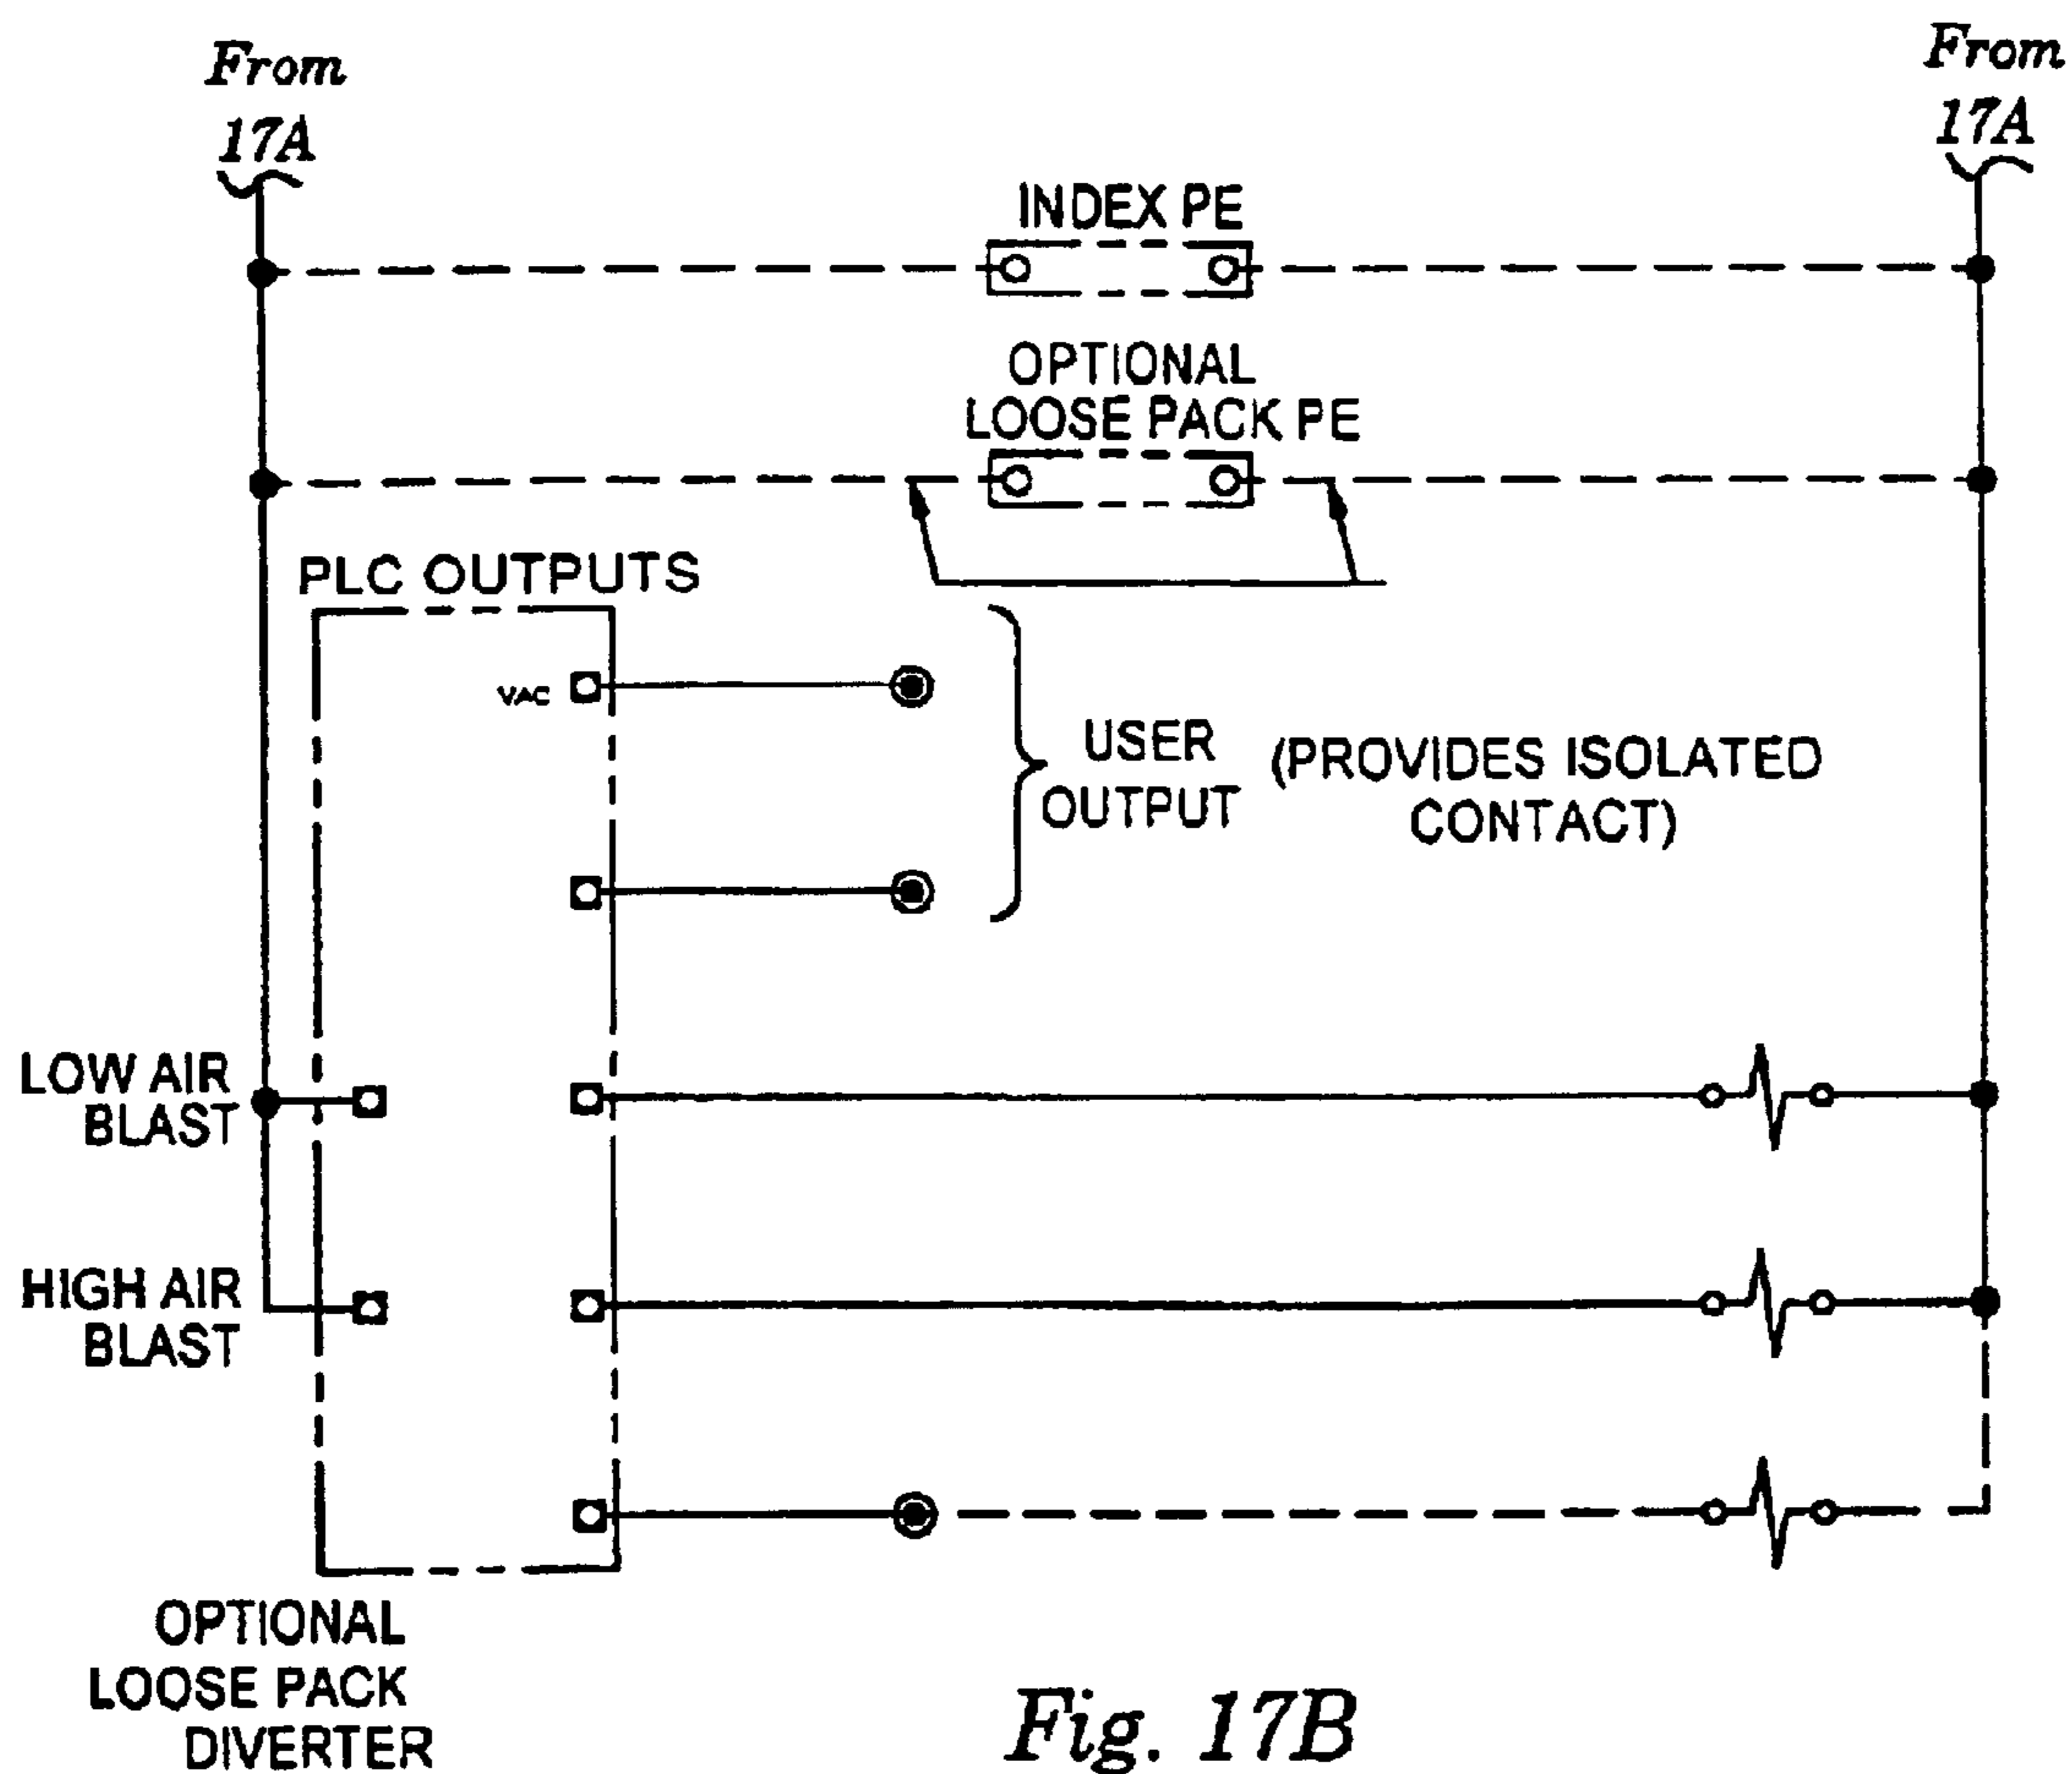 From
17A
From
17A
INDEX PE
OPTIONAL
LOOSE PACK PE
PLC OUTPUTS
VAC
USER
OUTPUT
(PROVIDES ISOLATED
CONTACT)
LOW AIR
BLAST
HIGH AIR
BLAST
OPTIONAL
LOOSE PACK
DIVERTER
Fig. 17B